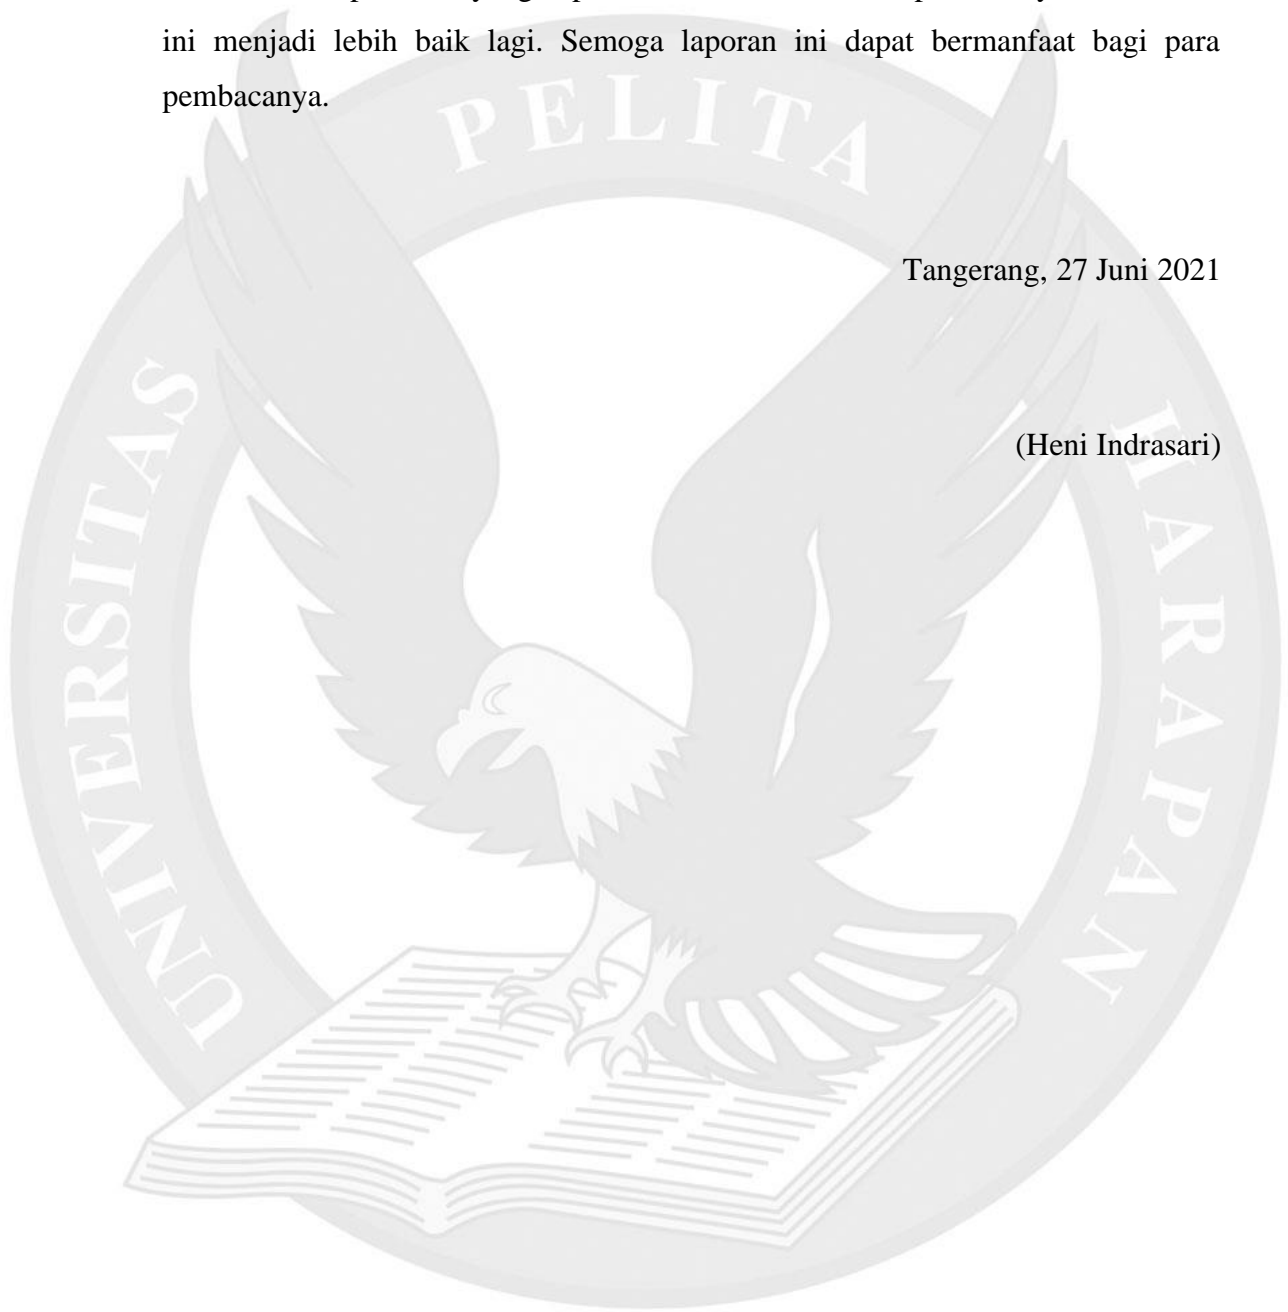 ini menjadi lebih baik lagi. Semoga laporan ini dapat bermanfaat bagi para
pembacanya.
PELITA
Tangerang, 27 Juni 2021
(Heni Indrasari)
UNIVERSITAS
HARAPAN